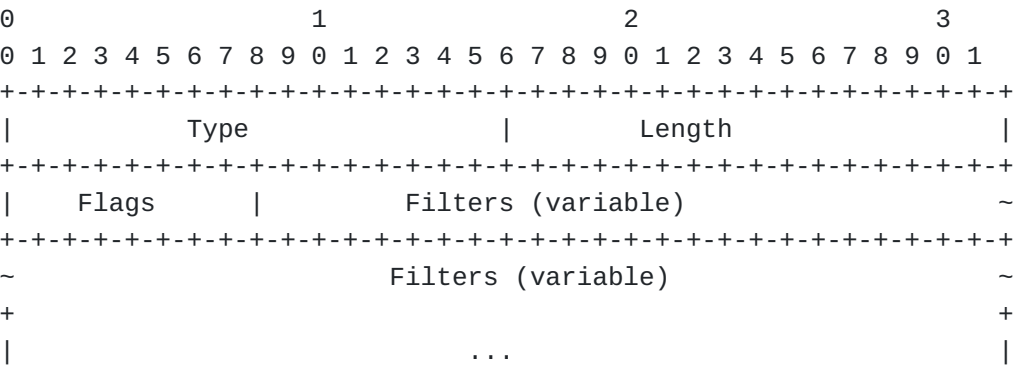 0                   1                   2                   3
0 1 2 3 4 5 6 7 8 9 0 1 2 3 4 5 6 7 8 9 0 1 2 3 4 5 6 7 8 9 0 1
+-+-+-+-+-+-+-+-+-+-+-+-+-+-+-+-+-+-+-+-+-+-+-+-+-+-+-+-+-+-+-+-+
|           Type                |        Length                 |
+-+-+-+-+-+-+-+-+-+-+-+-+-+-+-+-+-+-+-+-+-+-+-+-+-+-+-+-+-+-+-+-+
|    Flags      |         Filters (variable)                    ~
+-+-+-+-+-+-+-+-+-+-+-+-+-+-+-+-+-+-+-+-+-+-+-+-+-+-+-+-+-+-+-+-+
~                        Filters (variable)                     ~
+                                                               +
|                             ...                               |